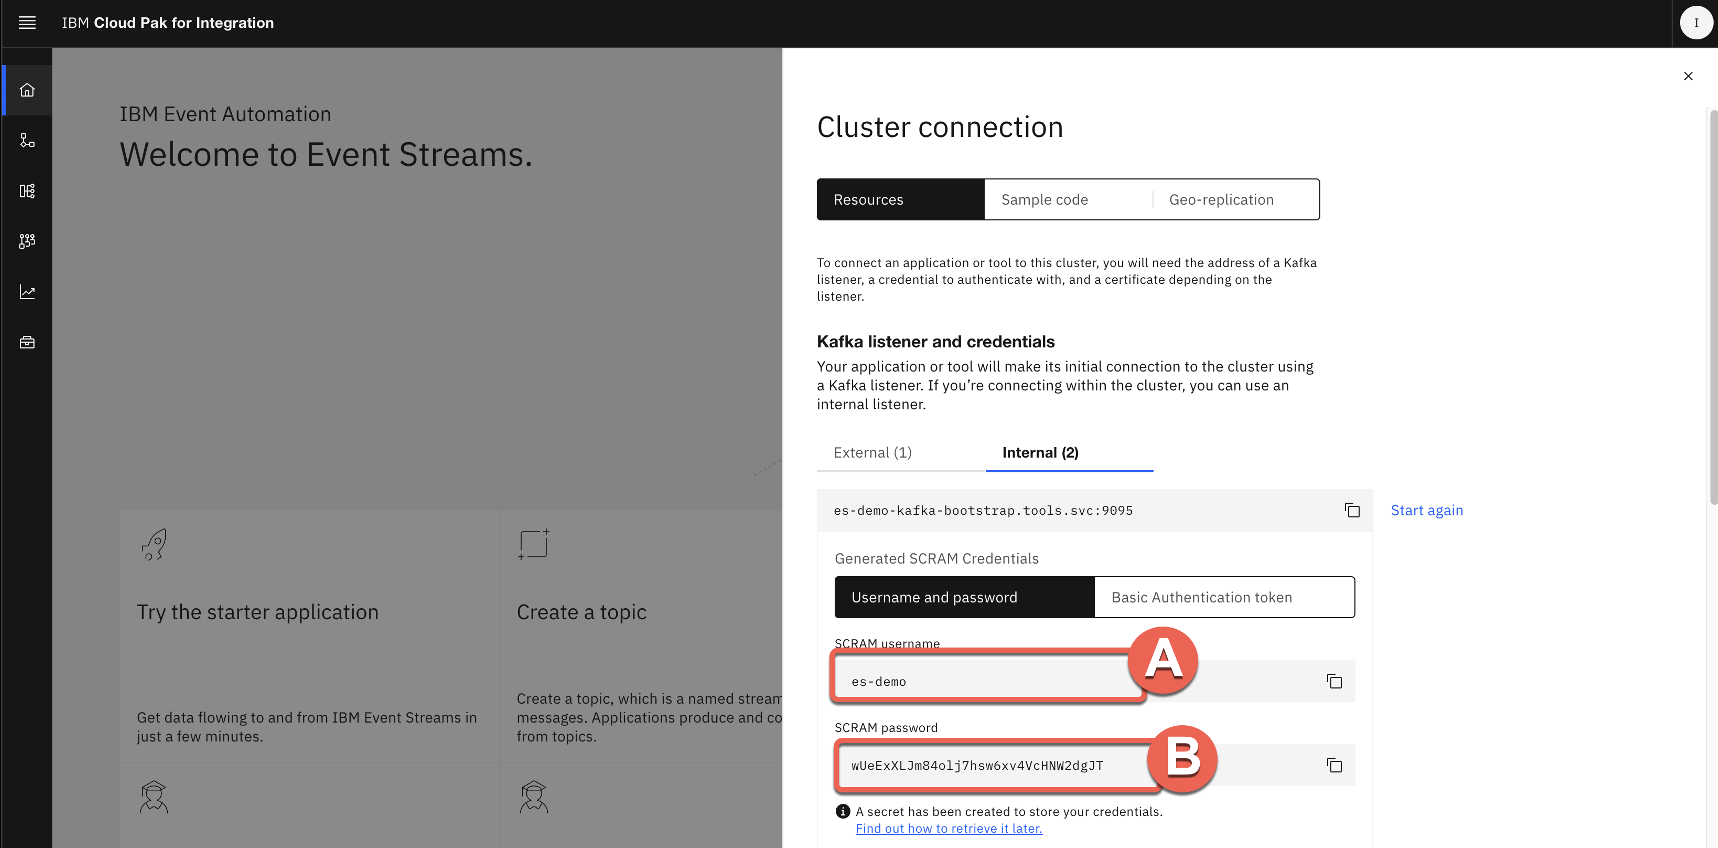 IBM Cloud Pak for Integration
I
IBM Event Automation
Welcome to Event Streams.
Try the starter application
Get data flowing to and from IBM Event Streams in
just a few minutes.
Create a topic
Create a topic, which is a named stream
messages. Applications produce and co
from topics.
Cluster connection
Resources
Sample code
Geo-replication
To connect an application or tool to this cluster, you will need the address of a Kafka
listener, a credential to authenticate with, and a certificate depending on the
listener.
Kafka listener and credentials
Your application or tool will make its initial connection to the cluster using
a Kafka listener. If you’re connecting within the cluster, you can use an
internal listener.
External (1)
Internal (2)
es-demo-kafka-bootstrap.tools.svc:9095
Start again
Generated SCRAM Credentials
Username and password
Basic Authentication token
SCRAM username
es-demo
A
SCRAM password
wUeExXLJm84olj7hsw6xv4VcHNW2dgJT
B
A secret has been created to store your credentials.
Find out how to retrieve it later.